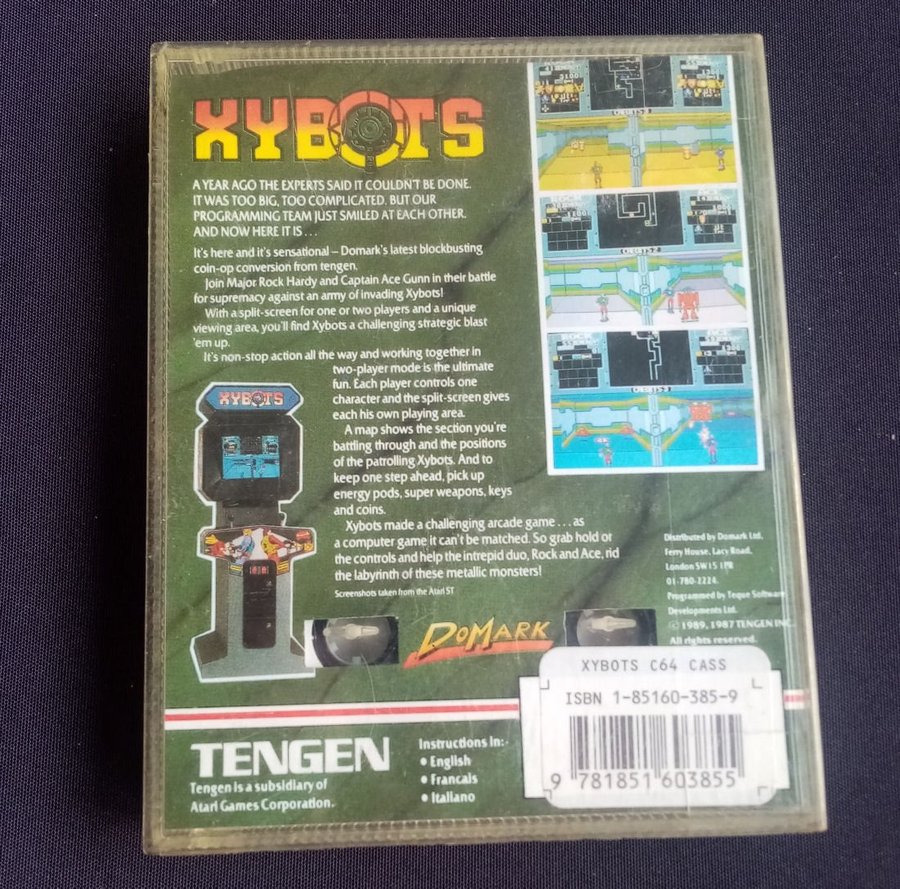 XYBOTS
A YEAR AGO THE EXPERTS SAID IT COULDN'T BE DONE.
IT WAS TOO BIG, TOO COMPLICATED. BUT OUR
PROGRAMMING TEAM JUST SMILED AT EACH OTHER.
AND NOW HERE IT IS . . .
It's here and it's sensational – Domark's latest blockbusting
coin-op conversion from tengen.
Join Major Rock Hardy and Captain Ace Gunn in their battle
for supremacy against an army of invading Xybots!
With a split-screen for one or two players and a unique
viewing area, you'll find Xybots a challenging strategic blast
'em up.
It's non-stop action all the way and working together in
two-player mode is the ultimate
fun. Each player controls one
character and the split-screen gives
each his own playing area.
A map shows the section you're
battling through and the positions
of the patrolling Xybots. And to
keep one step ahead, pick up
energy pods, super weapons, keys
and coins.
Xybots made a challenging arcade game . . . as
a computer game it can't be matched. So grab hold of
the controls and help the intrepid duo, Rock and Ace, rid
the labyrinth of these metallic monsters!
Screenshots taken from the Atari ST
XYBOTS
CREDITS 2
Distributed by Domark Ltd.
Ferry House, Lacy Road,
London SW15 1PR
01-780-2224.
Programmed by Teque Software
Developments Ltd.
© 1989, 1987 TENGEN INC.
All rights reserved.
DOMARK
XYBOTS C64 CASS
ISBN 1-85160-385-9
9 781851 603855
TENGEN
Tengen is a subsidiary of
Atari Games Corporation.
Instructions in:-
• English
• Francais
• Italiano